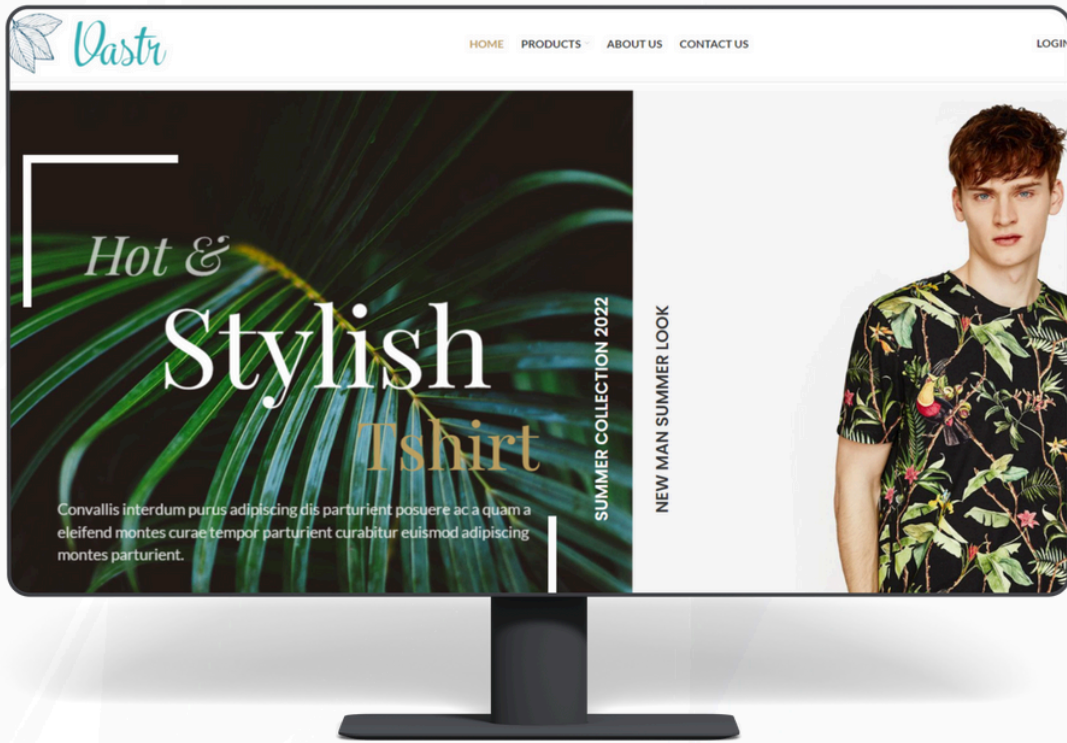 Vastr
HOME PRODUCTS ABOUT US CONTACT US
LOGIN
Hot &
Stylish
Tshirt
Convallis interdum purus adipiscing dis parturient posuere ac a quam a
eleifend montes curae tempor parturient curabitur euismod adipiscing
montes parturient.
SUMMER COLLECTION 2022
NEW MAN SUMMER LOOK